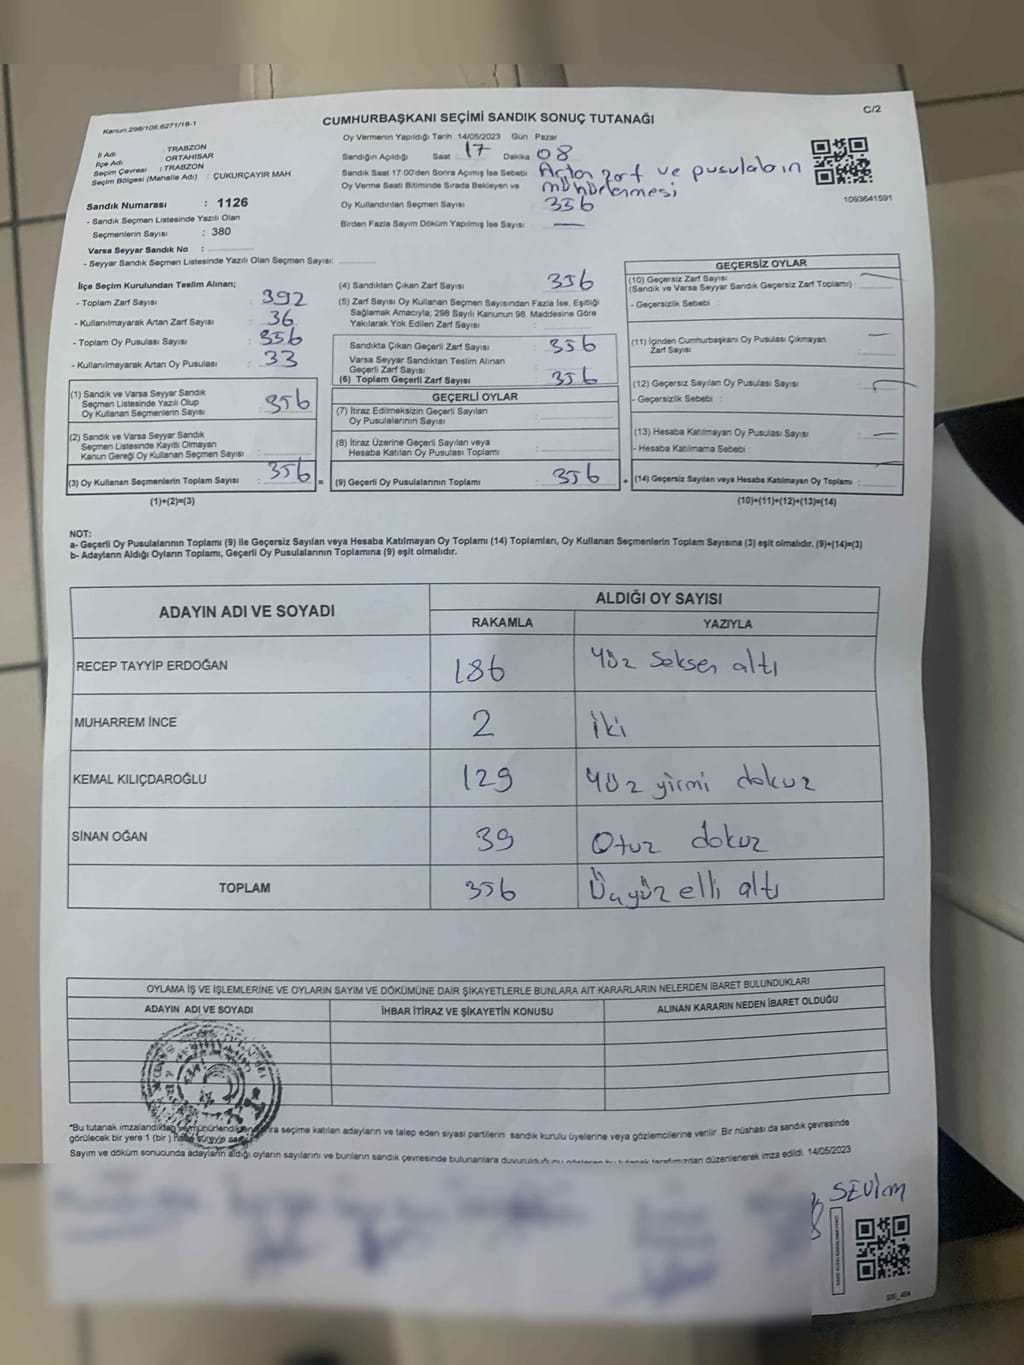 Kanun:298/105,6271/18-1
CUMHURBAŞKANI SEÇİMİ SANDIK SONUÇ TUTANAĞI
C/2
İl Adı : TRABZON
İlçe Adı : ORTAHİSAR
Seçim Çevresi : TRABZON
Seçim Bölgesi (Mahalle Adı) : ÇUKURÇAYIR MAH
Sandık Numarası : 1126
- Sandık Seçmen Listesinde Yazılı Olan
Seçmenlerin Sayısı : 380
Varsa Seyyar Sandık No :
- Seyyar Sandık Seçmen Listesinde Yazılı Olan Seçmen Sayısı:
Oy Vermenin Yapıldığı Tarih :14/05/2023 Gün Pazar
Sandığın Açıldığı Saat 17 Dakika 08
Sandık Saat 17:00'den Sonra Açımış İse Sebebi Artan zarf ve pusulaların
Oy Verme Saati Bitiminde Sırada Bekleyen ve mühürlenmesi
Oy Kullandırılan Seçmen Sayısı 356
Birden Fazla Sayım Döküm Yapılmış İse Sayısı : —
1093641591
İlçe Seçim Kurulundan Teslim Alınan;
- Toplam Zarf Sayısı : 392
- Kullanılmayarak Artan Zarf Sayısı : 36
- Toplam Oy Pusulası Sayısı : 356
- Kullanılmayarak Artan Oy Pusulası : 33
(1) Sandık ve Varsa Seyyar Sandık
Seçmen Listesinde Yazılı Olup
Oy Kullanan Seçmenlerin Sayısı : 356
(2) Sandık ve Varsa Seyyar Sandık
Seçmen Listesinde Kayıtlı Olmayan
Kanun Gereği Oy Kullanan Seçmen Sayısı :
(3) Oy Kullanan Seçmenlerin Toplam Sayısı : 356 =
(1)+(2)=(3)
(4) Sandıktan Çıkan Zarf Sayısı : 356
(5) Zarf Sayısı Oy Kullanan Seçmen Sayısından Fazla İse, Eşitliği
Sağlamak Amacıyla; 298 Sayılı Kanunun 98. Maddesine Göre
Yakılarak Yok Edilen Zarf Sayısı :
Sandıkta Çıkan Geçerli Zarf Sayısı : 356
Varsa Seyyar Sandıktan Teslim Alınan
Geçerli Zarf Sayısı :
(6) Toplam Geçerli Zarf Sayısı : 356
GEÇERLİ OYLAR
(7) İtiraz Edilmeksizin Geçerli Sayılan
Oy Pusulalarının Sayısı :
(8) İtiraz Üzerine Geçerli Sayılan veya
Hesaba Katılan Oy Pusulası Toplamı :
(9) Geçerli Oy Pusulalarının Toplamı : 356 +
GEÇERSİZ OYLAR
(10) Geçersiz Zarf Sayısı
(Sandık ve Varsa Seyyar Sandık Geçersiz Zarf Toplamı) : —
- Geçersizlik Sebebi :
(11) İçinden Cumhurbaşkanı Oy Pusulası Çıkmayan
Zarf Sayısı : —
(12) Geçersiz Sayılan Oy Pusulası Sayısı : —
- Geçersizlik Sebebi :
(13) Hesaba Katılmayan Oy Pusulası Sayısı : —
- Hesaba Katılmama Sebebi :
(14) Geçersiz Sayılan veya Hesaba Katılmayan Oy Toplamı : —
(10)+(11)+(12)+(13)=(14)
NOT:
a- Geçerli Oy Pusulalarının Toplamı (9) ile Geçersiz Sayılan veya Hesaba Katılmayan Oy Toplamı (14) Toplamları, Oy Kullanan Seçmenlerin Toplam Sayısına (3) eşit olmalıdır. (9)+(14)=(3)
b- Adayların Aldığı Oyların Toplamı, Geçerli Oy Pusulalarının Toplamına (9) eşit olmalıdır.
ADAYIN ADI VE SOYADI ALDIĞI OY SAYISI
RAKAMLA YAZIYLA
RECEP TAYYİP ERDOĞAN 186 Yüz Seksen altı
MUHARREM İNCE 2 iki
KEMAL KILIÇDAROĞLU 129 Yüz yirmi dokuz
SİNAN OĞAN 39 Otuz dokuz
TOPLAM 356 Üçyüz elli altı
OYLAMA İŞ VE İŞLEMLERİNE VE OYLARIN SAYIM VE DÖKÜMÜNE DAİR ŞİKAYETLERLE BUNLARA AİT KARARLARIN NELERDEN İBARET BULUNDUKLARI
ADAYIN ADI VE SOYADI İHBAR İTİRAZ VE ŞİKAYETİN KONUSU ALINAN KARARIN NEDEN İBARET OLDUĞU
*Bu tutanak imzalandıktan ve mühürlendikten sonra seçime katılan adayların ve talep eden siyasi partilerin sandık kurulu üyelerine veya gözlemcilerine verilir .Bir nüshası da sandık çevresinde
görülecek bir yere 1 (bir ) hafta süreyle
Sayım ve döküm sonucunda adayların aldığı oyların sayılarını ve bunların sandık çevresinde bulunanlara duyurulduğunu gösteren bu tutanak tarafımızdan düzenlenerek imza edildi. 14/05/2023
SEVİM